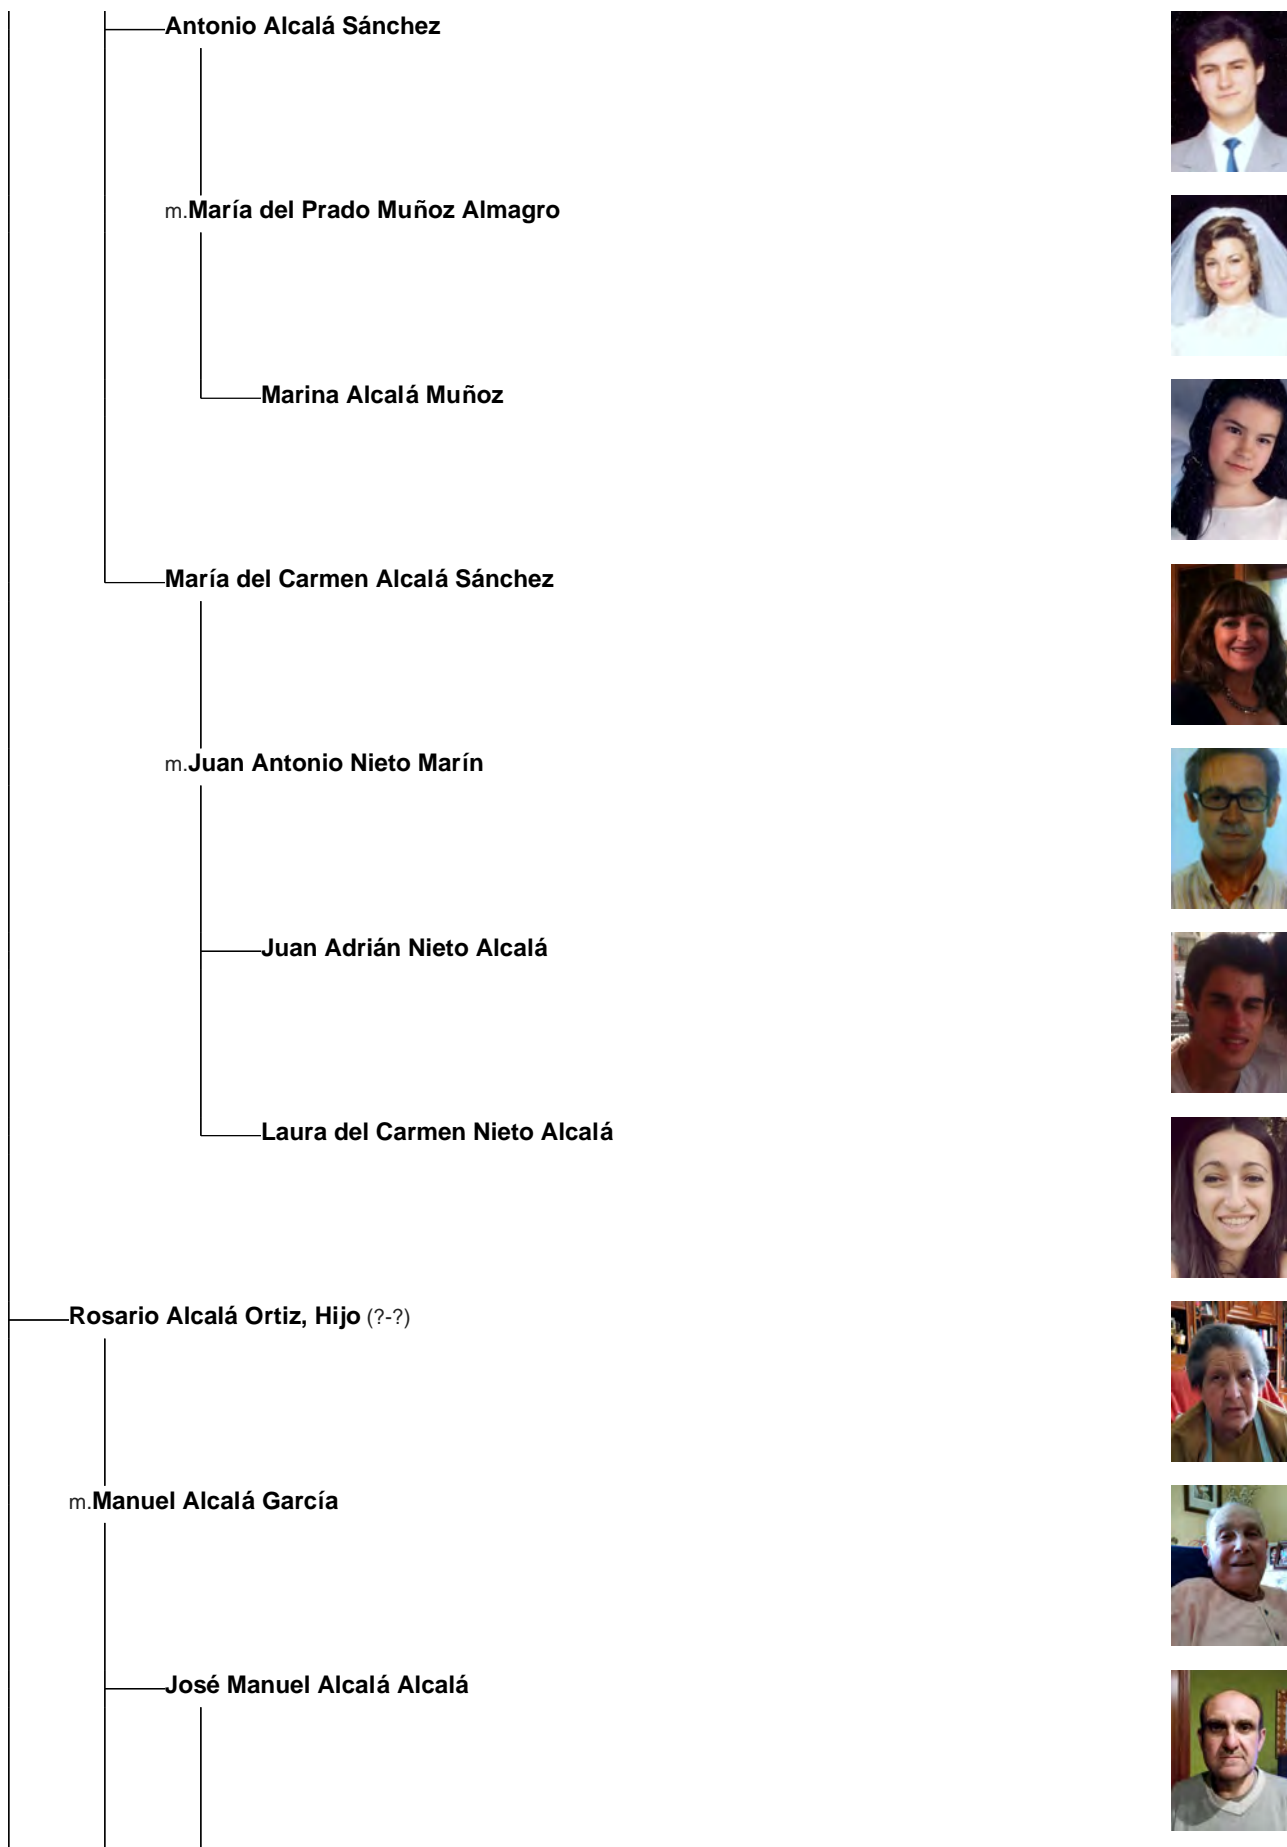 Antonio Alcalá Sánchez
m.María del Prado Muñoz Almagro
Marina Alcalá Muñoz
María del Carmen Alcalá Sánchez
m.Juan Antonio Nieto Marín
Juan Adrián Nieto Alcalá
Laura del Carmen Nieto Alcalá
Rosario Alcalá Ortiz, Hijo (?-?)
m.Manuel Alcalá García
José Manuel Alcalá Alcalá